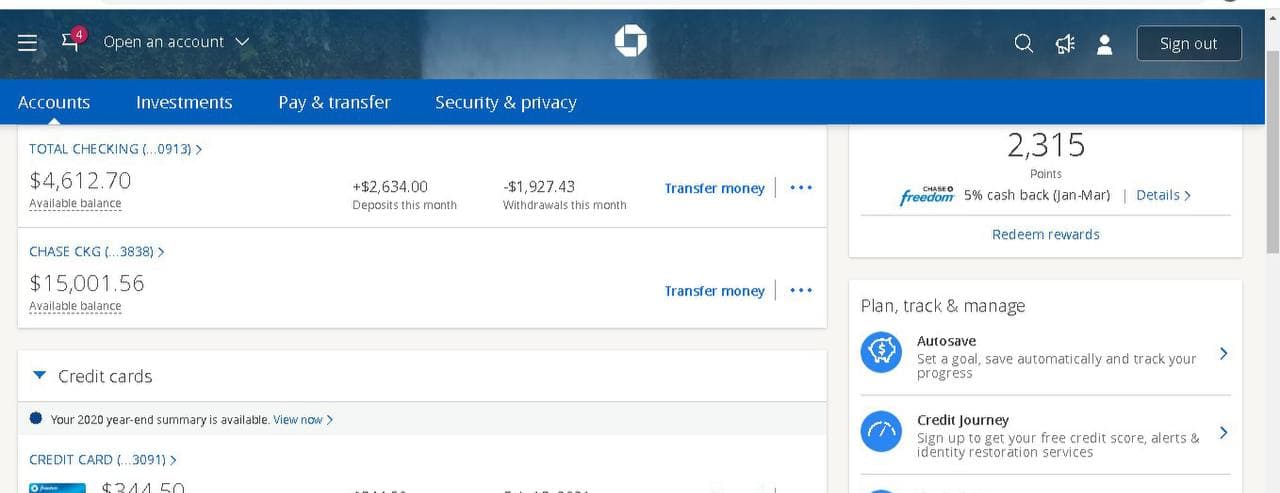 4
Open an account
Sign out
Accounts
Investments
Pay & transfer
Security & privacy
TOTAL CHECKING (...0913)
$4,612.70
Available balance
+$2,634.00
Deposits this month
-$1,927.43
Withdrawals this month
Transfer money
CHASE CKG (...3838)
$15,001.56
Available balance
Transfer money
Credit cards
Your 2020 year-end summary is available. View now
CREDIT CARD (...3091)
$344.50
2,315
Points
CHASE
freedom
5% cash back (Jan-Mar) | Details
Redeem rewards
Plan, track & manage
Autosave
Set a goal, save automatically and track your
progress
Credit Journey
Sign up to get your free credit score, alerts &
identity restoration services